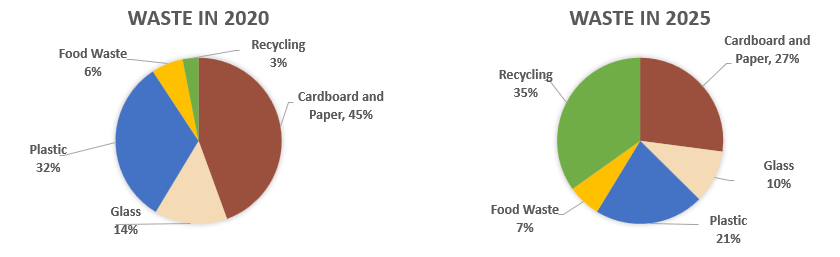 WASTE IN 2020
Recycling
3%
Food Waste
6%
Cardboard and
Paper, 45%
Plastic
32%
Glass
14%
WASTE IN 2025
Cardboard and
Paper, 27%
Recycling
35%
Glass
10%
Food Waste
7%
Plastic
21%